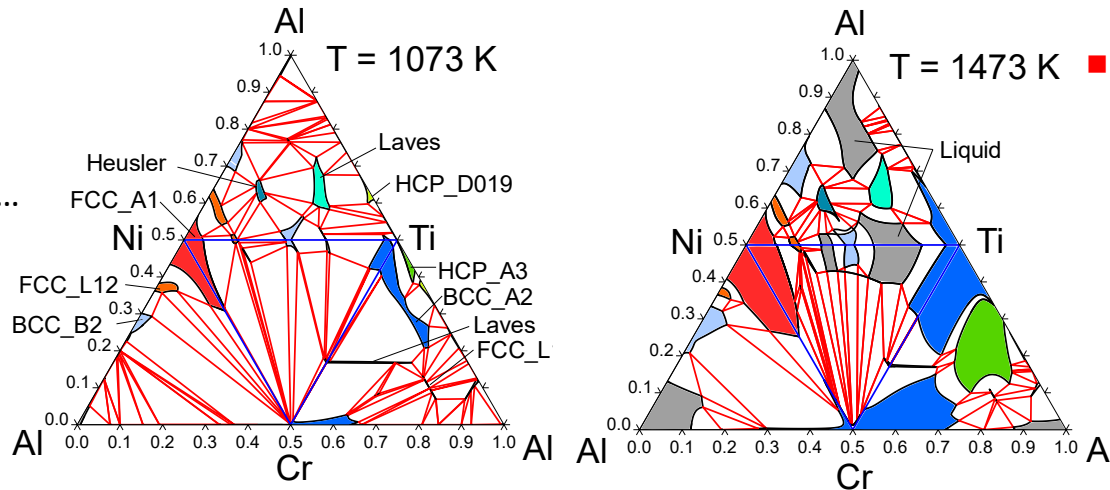 Al
T = 1073 K
1.0
0.9
0.8
Laves
Heusler
0.7
HCP_D019
...
FCC_A1
0.6
Ni
0.5
Ti
0.4
HCP_A3
FCC_L12
BCC_A2
0.3
BCC_B2
Laves
0.2
FCC_L
0.1
0.0
0.0 0.1 0.2 0.3 0.4 0.5 0.6 0.7 0.8 0.9 1.0
Al Al
Cr
Al
T = 1473 K
1.0
0.9
0.8
Liquid
0.7
0.6
Ni
0.5
Ti
0.4
0.3
0.2
0.1
0.0
0.0 0.1 0.2 0.3 0.4 0.5 0.6 0.7 0.8 0.9 1.0
Al A
Cr